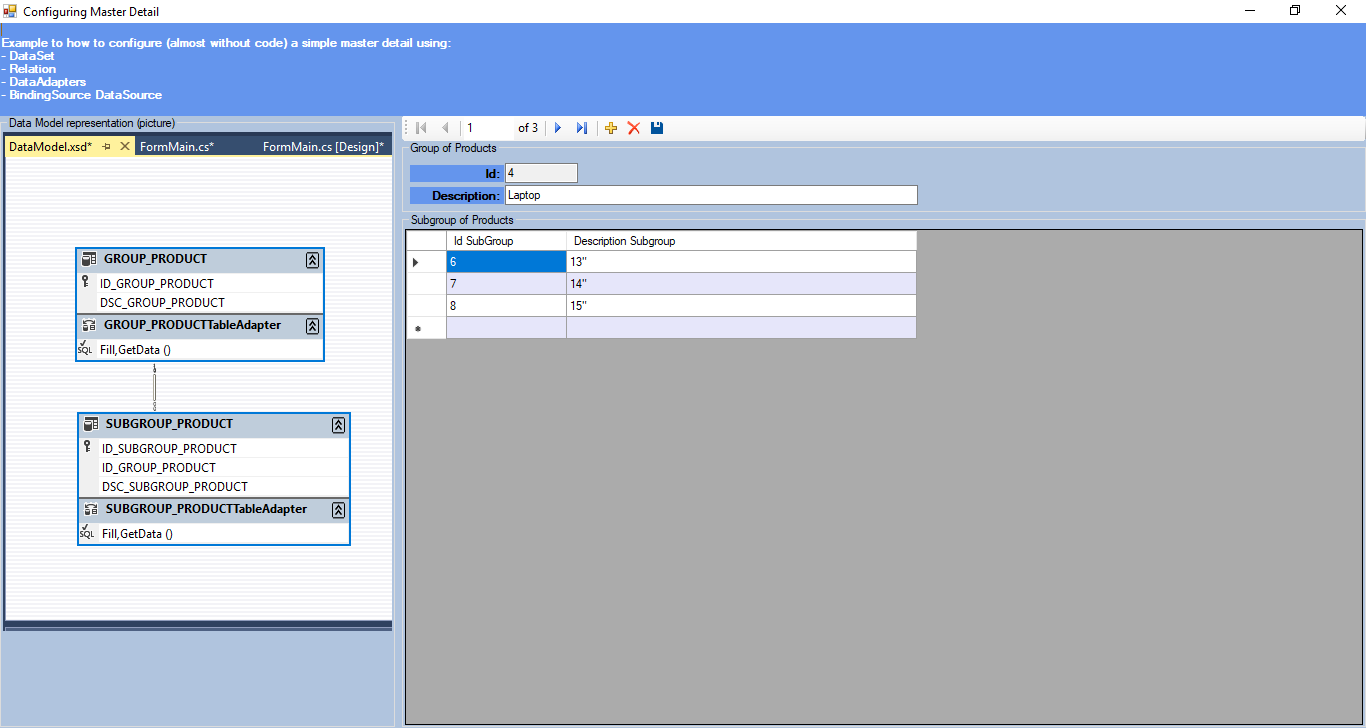 Configuring Master Detail
Example to how to configure (almost without code) a simple master detail using:
- DataSet
- Relation
- DataAdapters
- BindingSource DataSource
Data Model representation (picture)
DataModel.xsd* FormMain.cs* FormMain.cs [Design]*
GROUP_PRODUCT
ID_GROUP_PRODUCT
DSC_GROUP_PRODUCT
GROUP_PRODUCTTableAdapter
SQL Fill,GetData ()
SUBGROUP_PRODUCT
ID_SUBGROUP_PRODUCT
ID_GROUP_PRODUCT
DSC_SUBGROUP_PRODUCT
SUBGROUP_PRODUCTTableAdapter
SQL Fill,GetData ()
1 of 3
Group of Products
Id: 4
Description: Laptop
Subgroup of Products
Id SubGroup Description Subgroup
6 13"
7 14"
8 15"